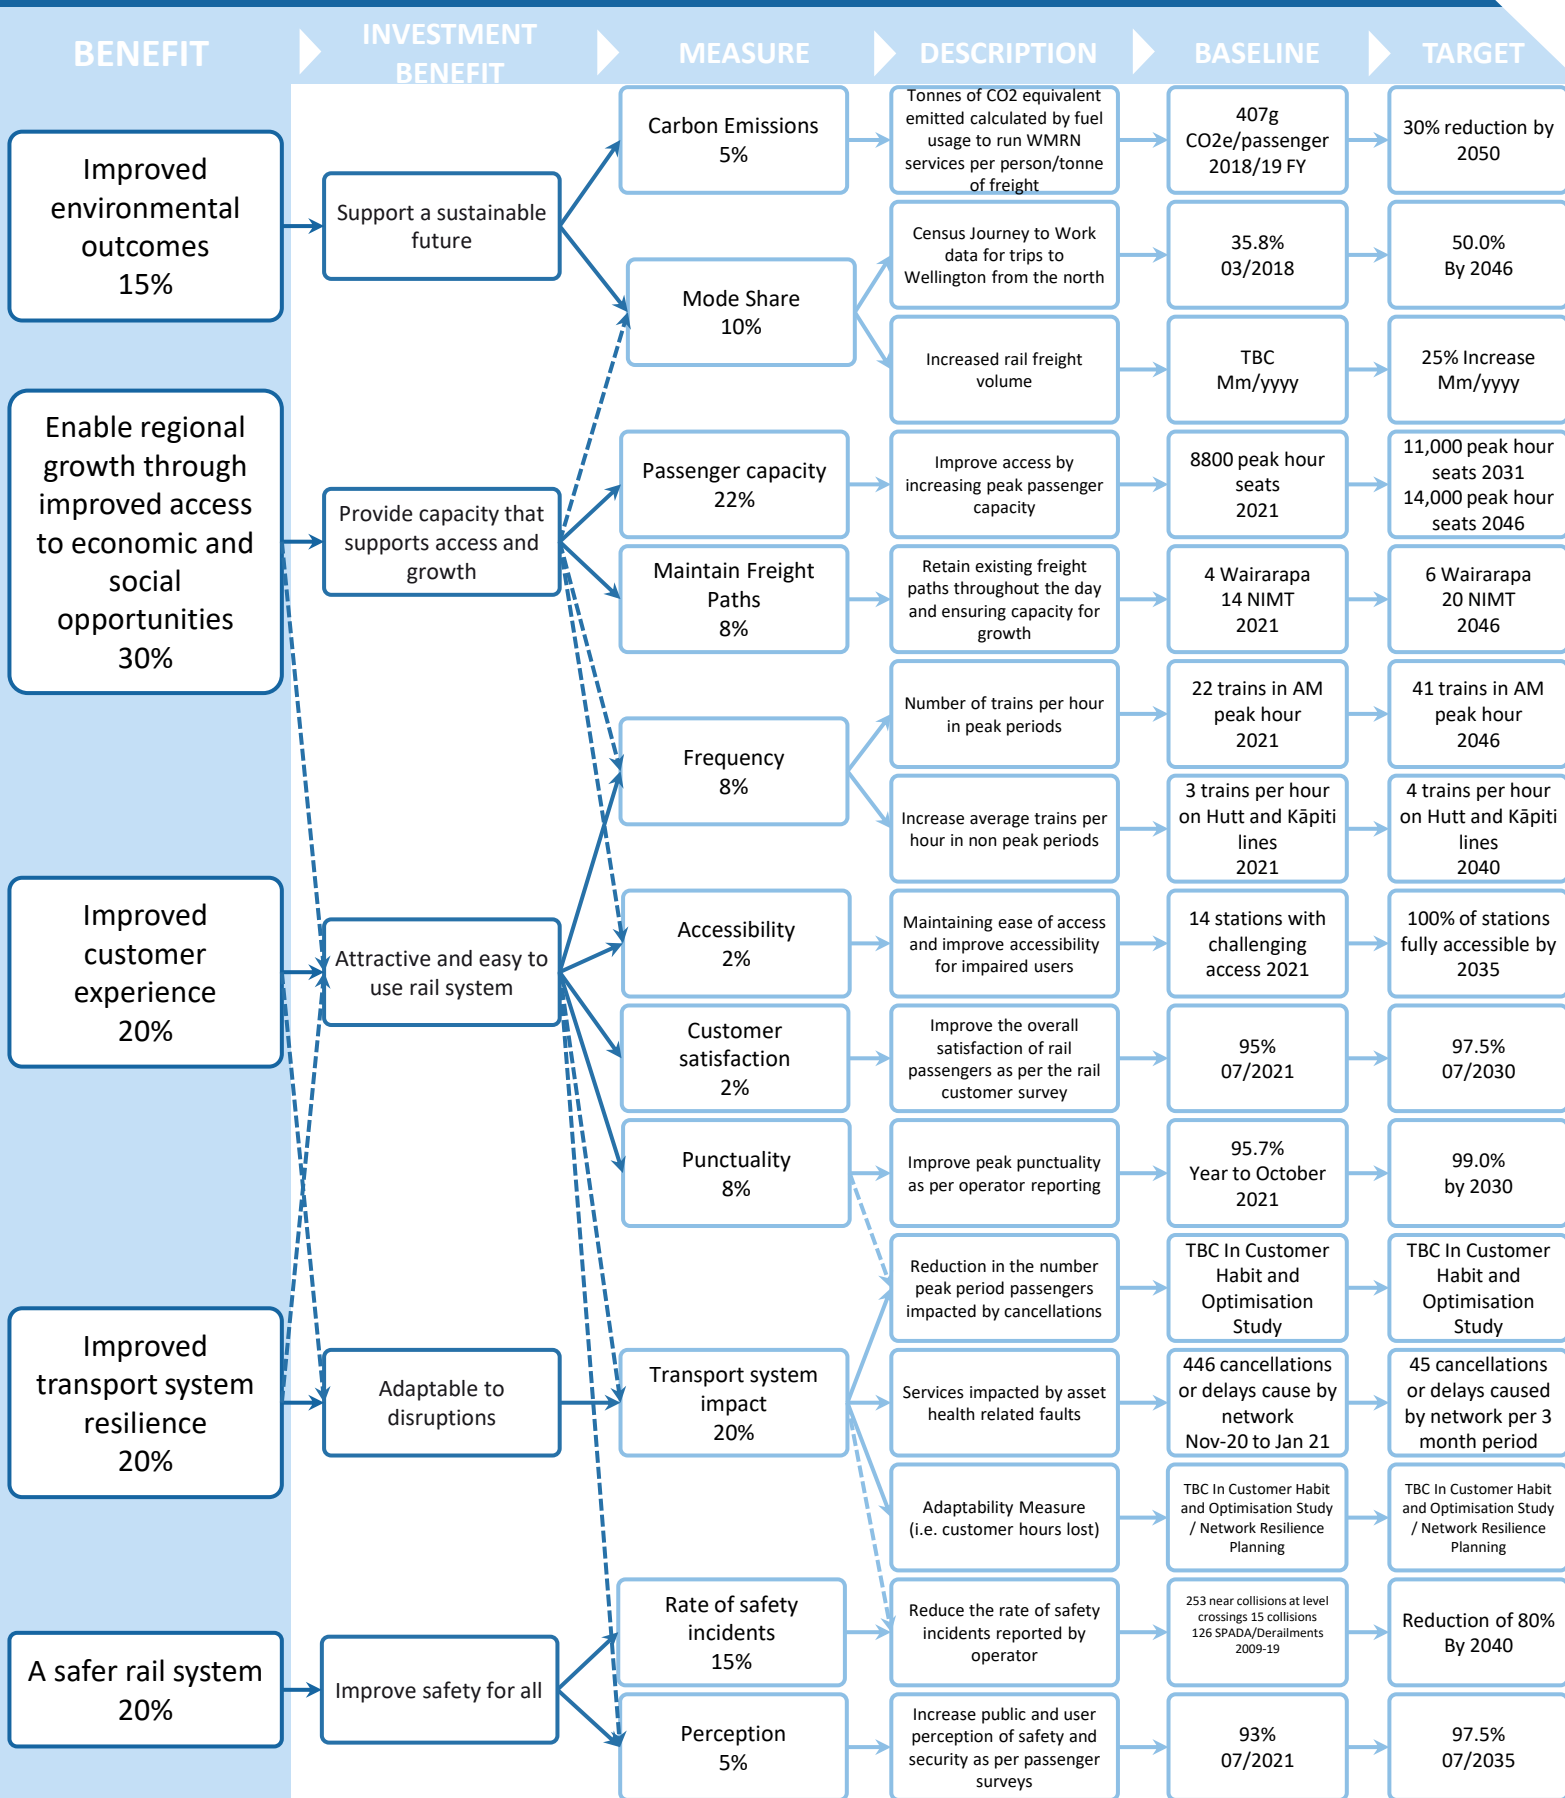 BENEFIT
INVESTMENT
BENEFIT
MEASURE
DESCRIPTION
BASELINE
TARGET
Improved
environmental
outcomes
15%
Support a sustainable
future
Carbon Emissions
5%
Tonnes of CO2 equivalent
emitted calculated by fuel
usage to run WMRN
services per person/tonne
of freight
407g
CO2e/passenger
2018/19 FY
30% reduction by
2050
Mode Share
10%
Census Journey to Work
data for trips to
Wellington from the north
35.8%
03/2018
50.0%
By 2046
Increased rail freight
volume
TBC
Mm/yyyy
25% Increase
Mm/yyyy
Enable regional
growth through
improved access
to economic and
social
opportunities
30%
Provide capacity that
supports access and
growth
Passenger capacity
22%
Improve access by
increasing peak passenger
capacity
8800 peak hour
seats
2021
11,000 peak hour
seats 2031
14,000 peak hour
seats 2046
Maintain Freight
Paths
8%
Retain existing freight
paths throughout the day
and ensuring capacity for
growth
4 Wairarapa
14 NIMT
2021
6 Wairarapa
20 NIMT
2046
Frequency
8%
Number of trains per hour
in peak periods
22 trains in AM
peak hour
2021
41 trains in AM
peak hour
2046
Increase average trains per
hour in non peak periods
3 trains per hour
on Hutt and Kāpiti
lines
2021
4 trains per hour
on Hutt and Kāpiti
lines
2040
Improved
customer
experience
20%
Attractive and easy to
use rail system
Accessibility
2%
Maintaining ease of access
and improve accessibility
for impaired users
14 stations with
challenging
access 2021
100% of stations
fully accessible by
2035
Customer
satisfaction
2%
Improve the overall
satisfaction of rail
passengers as per the rail
customer survey
95%
07/2021
97.5%
07/2030
Punctuality
8%
Improve peak punctuality
as per operator reporting
95.7%
Year to October
2021
99.0%
by 2030
Reduction in the number
peak period passengers
impacted by cancellations
TBC In Customer
Habit and
Optimisation
Study
TBC In Customer
Habit and
Optimisation
Study
Improved
transport system
resilience
20%
Adaptable to
disruptions
Transport system
impact
20%
Services impacted by asset
health related faults
446 cancellations
or delays cause by
network
Nov-20 to Jan 21
45 cancellations
or delays caused
by network per 3
month period
Adaptability Measure
(i.e. customer hours lost)
TBC In Customer Habit
and Optimisation Study
/ Network Resilience
Planning
TBC In Customer Habit
and Optimisation Study
/ Network Resilience
Planning
A safer rail system
20%
Improve safety for all
Rate of safety
incidents
15%
Reduce the rate of safety
incidents reported by
operator
253 near collisions at level
crossings 15 collisions
126 SPADA/Derailments
2009-19
Reduction of 80%
By 2040
Perception
5%
Increase public and user
perception of safety and
security as per passenger
surveys
93%
07/2021
97.5%
07/2035